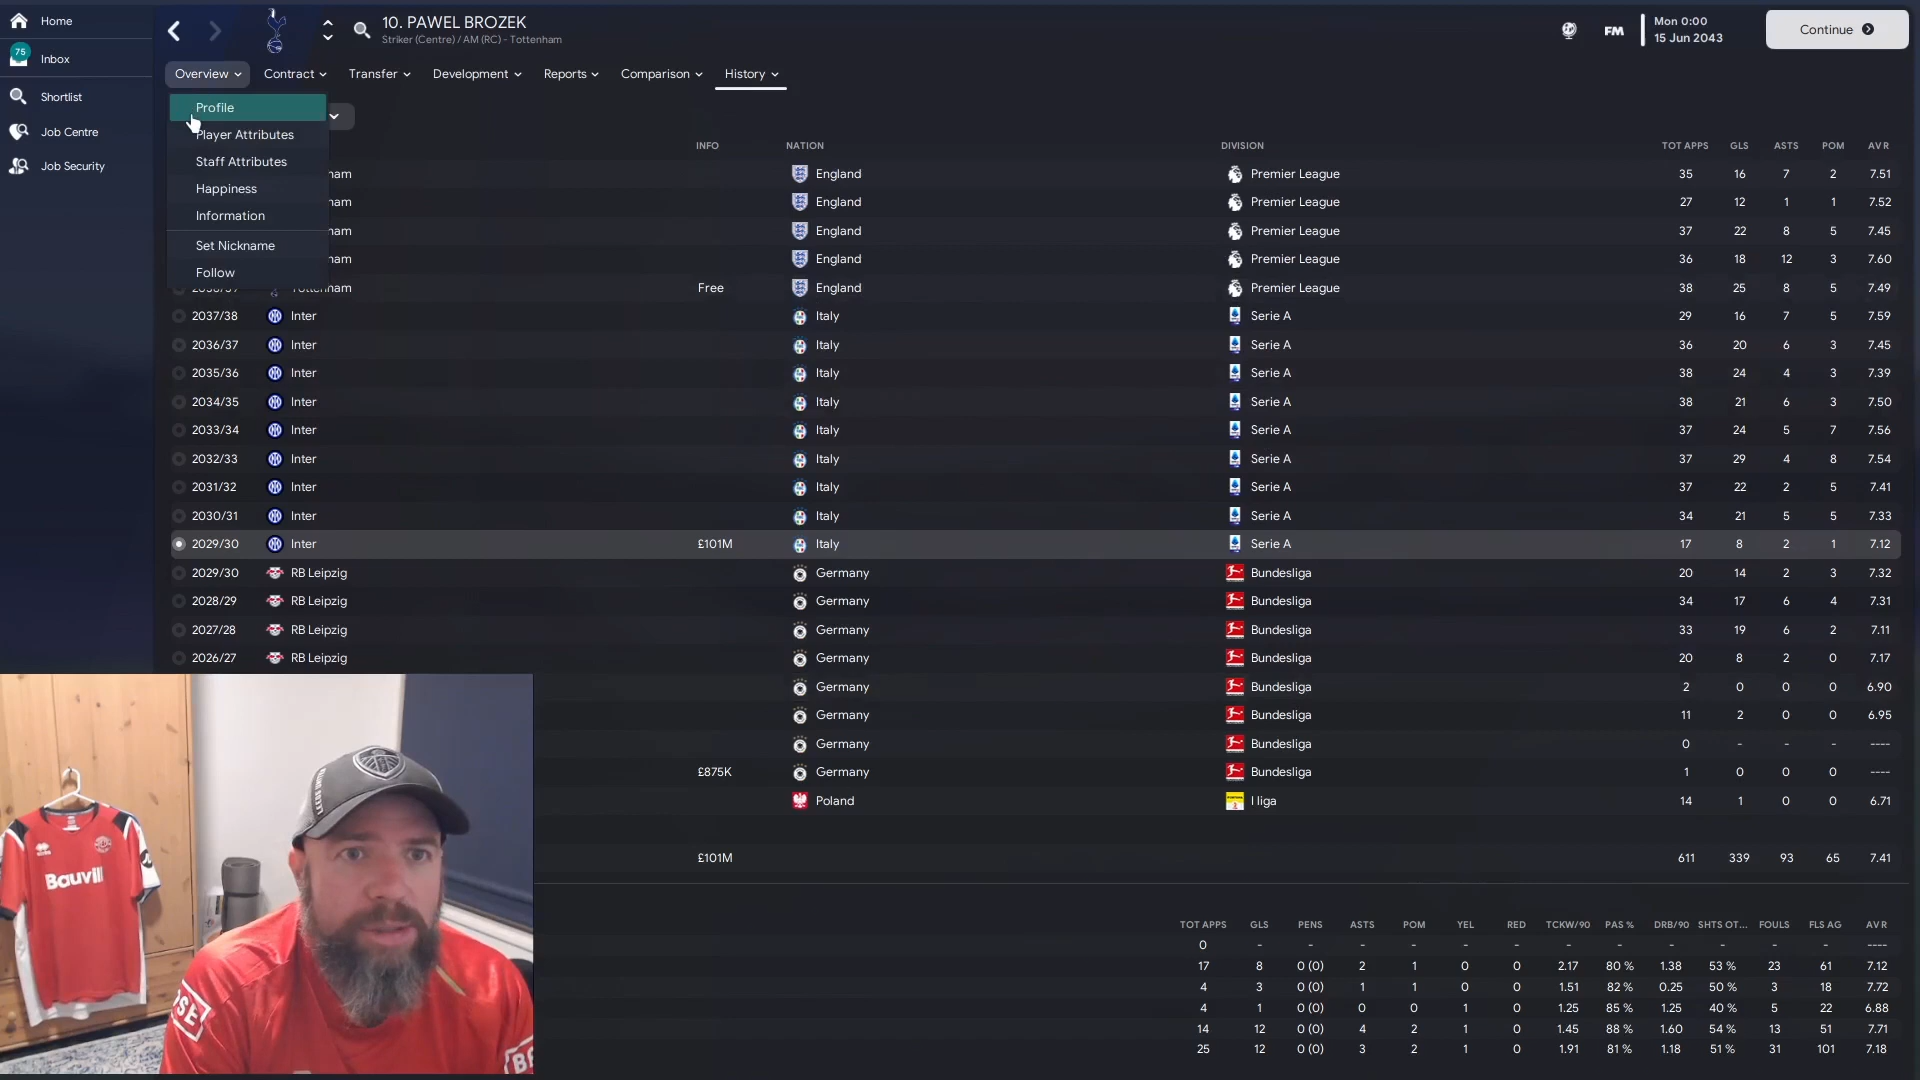 Home
10. PAWEL BROZEK
Striker (Centre) / AM (RC) - Tottenham
FM
Mon 0:00
15 Jun 2043
Continue
75
Inbox
Overview Contract Transfer Development Reports Comparison History
Shortlist
Job Centre
Job Security
Profile
Player Attributes
Staff Attributes
Happiness
Information
Set Nickname
Follow
INFO NATION DIVISION TOT APPS GLS ASTS POM AV R
ham England Premier League 35 16 7 2 7.51
ham England Premier League 27 12 1 1 7.52
ham England Premier League 37 22 8 5 7.45
ham England Premier League 36 18 12 3 7.60
2038/39 Tottenham Free England Premier League 38 25 8 5 7.49
2037/38 Inter Italy Serie A 29 16 7 5 7.59
2036/37 Inter Italy Serie A 36 20 6 3 7.45
2035/36 Inter Italy Serie A 38 24 4 3 7.39
2034/35 Inter Italy Serie A 38 21 6 3 7.50
2033/34 Inter Italy Serie A 37 24 5 7 7.56
2032/33 Inter Italy Serie A 37 29 4 8 7.54
2031/32 Inter Italy Serie A 37 22 2 5 7.41
2030/31 Inter Italy Serie A 34 21 5 5 7.33
2029/30 Inter £101M Italy Serie A 17 8 2 1 7.12
2029/30 RB Leipzig Germany Bundesliga 20 14 2 3 7.32
2028/29 RB Leipzig Germany Bundesliga 34 17 6 4 7.31
2027/28 RB Leipzig Germany Bundesliga 33 19 6 2 7.11
2026/27 RB Leipzig Germany Bundesliga 20 8 2 0 7.17
Germany Bundesliga 2 0 0 0 6.90
Germany Bundesliga 11 2 0 0 6.95
Germany Bundesliga 0 - - - ----
£875K Germany Bundesliga 1 0 0 0 ----
Poland I liga 14 1 0 0 6.71
£101M 611 339 93 65 7.41
TOT APPS GLS PENS ASTS POM YEL RED TCKW/90 PAS % DRB/90 SHTS OT... FOULS FLS AG AV R
0 - - - - - - - - - - - - ----
17 8 0 (0) 2 1 0 0 2.17 80 % 1.38 53 % 23 61 7.12
4 3 0 (0) 1 1 0 0 1.51 82 % 0.25 50 % 3 18 7.72
4 1 0 (0) 0 0 1 0 1.25 85 % 1.25 40 % 5 22 6.88
14 12 0 (0) 4 2 1 0 1.45 88 % 1.60 54 % 13 51 7.71
25 12 0 (0) 3 2 1 0 1.91 81 % 1.18 51 % 31 101 7.18
Bauvill